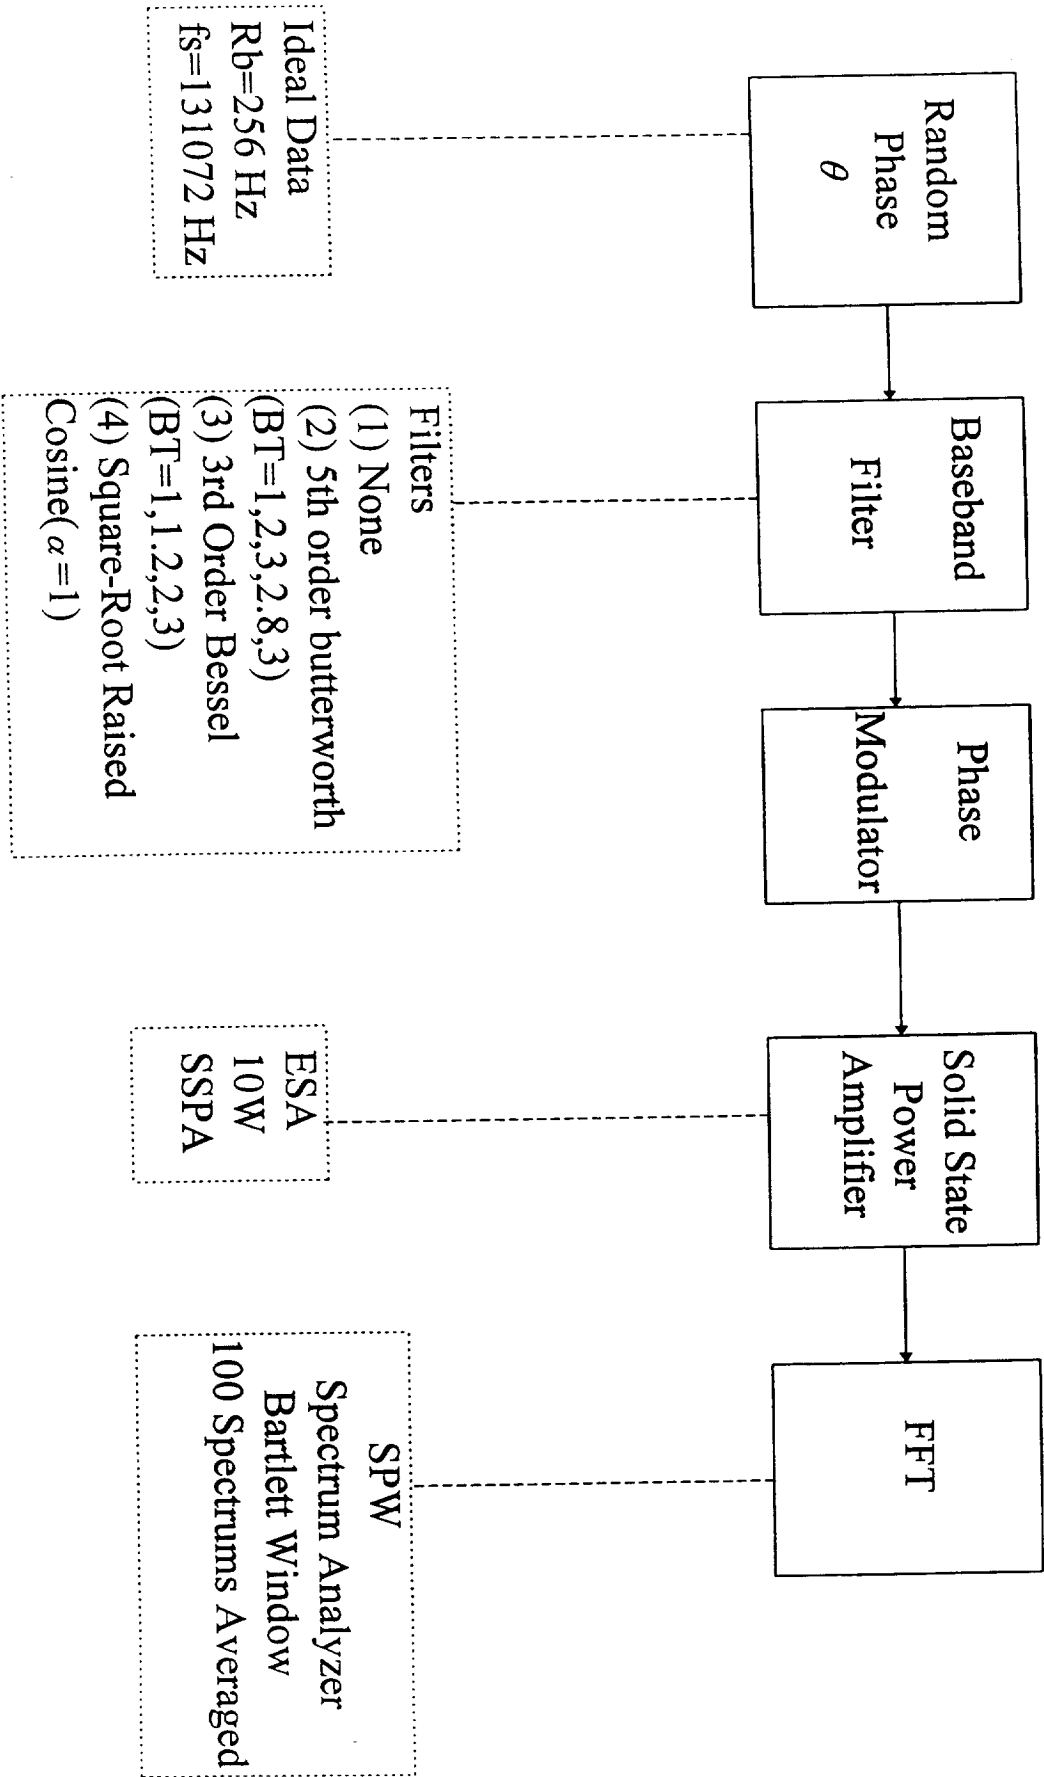 Random
Phase
θ
Baseband
Filter
Phase
Modulator
Solid State
Power
Amplifier
FFT
Ideal Data
Rb=256 Hz
fs=131072 Hz
Filters
(1) None
(2) 5th order butterworth
(BT=1,2,3,2.8,3)
(3) 3rd Order Bessel
(BT=1,1.2,2,3)
(4) Square-Root Raised
Cosine(α=1)
ESA
10W
SSPA
SPW
Spectrum Analyzer
Bartlett Window
100 Spectrums Averaged